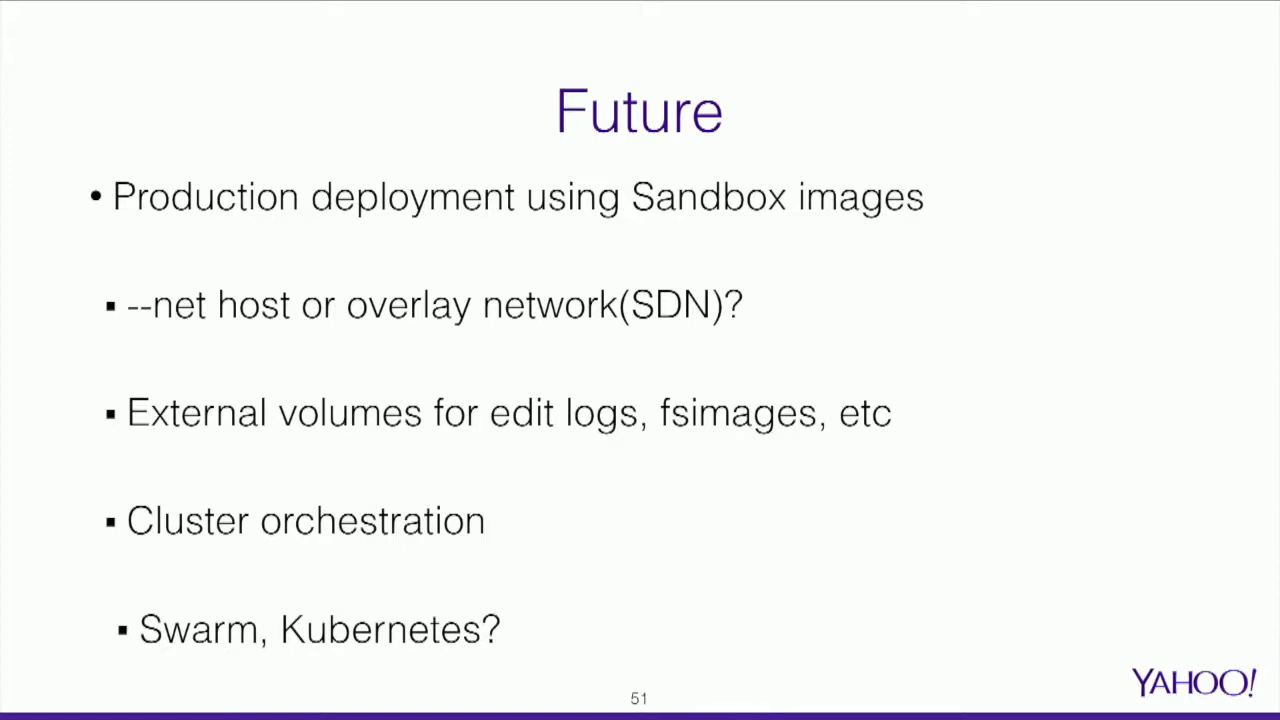 Future
• Production deployment using Sandbox images
▪ --net host or overlay network(SDN)?
▪ External volumes for edit logs, fsimages, etc
▪ Cluster orchestration
▪ Swarm, Kubernetes?
51
YAHOO!